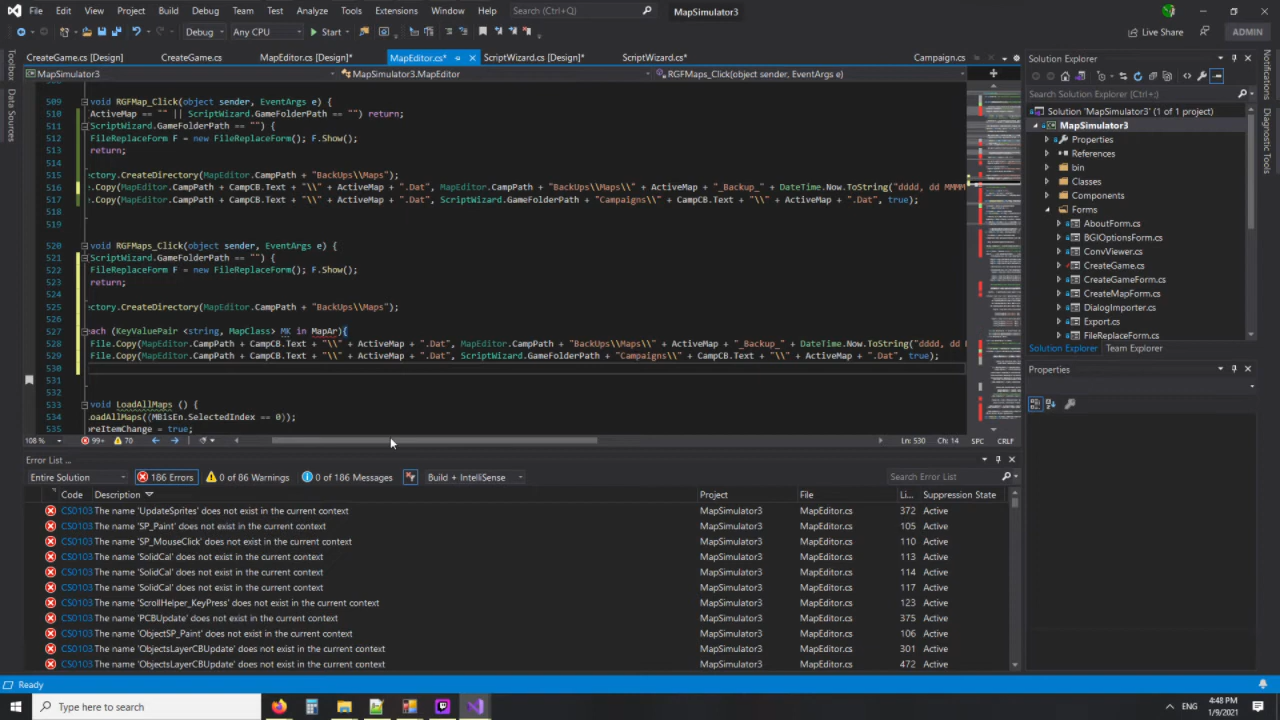 File Edit View Project Build Debug Team Tools Test Analyze Tools Extensions Window Help Search (Ctrl+Q) MapSimulator3
Debug Any CPU Start Live Share ADMIN
CreateGame.cs [Design] CreateGame.cs MapEditor.cs [Design]* MapEditor.cs* ScriptWizard.cs [Design]* ScriptWizard.cs* Campaign.cs
MapSimulator3 MapSimulator3.MapEditor RGFMaps_Click(object sender, EventArgs e)
Toolbox
Data Sources
509 void RGFMap_Click(object sender, EventArgs e) {
510 ActiveMap == "" || ScriptWizard.GameFolderPath == "") return;
511 ScriptWizard.GameFolderPath == "") {
512 FileReplaceForm F = new FileReplaceForm F.Show();
513 return;
514
515 ectory.CreateDirectory(MapEditor.CampPath + "BackUps\\Maps
516 e.Copy(MapEditor.CampPath + CampCB.Text + "\\" + ActiveMap + ".Dat", MapEditor.CampPath + "BackUps\\Maps\\" + ActiveMap + "_Backup_" + DateTime.Now.ToString("dddd, dd MMMM
517 e.Copy(MapEditor.CampPath + CampCB.Text + "\\" + ActiveMap + ".Dat", ScriptWizard.GameFolderPath + "Campaigns\\" + CampCB.Text + "\\" + ActiveMap + ".Dat", true);
518
519
520 void RGFMaps_Click(object sender, EventArgs e) {
521 ScriptWizard.GameFolderPath == "") {
522 FileReplaceForm F = new FileReplaceForm F.Show();
523 return;
524
525 ectory.CreateDirectory(MapEditor.CampPath + "BackUps\\Maps
526
527 each (KeyValuePair <string, MapClass> MC in MapAr){
528 File.Copy(MapEditor.CampPath + CampCB.Text + "\\" + ActiveMap + ".Dat", MapEditor.CampPath + "BackUps\\Maps\\" + ActiveMap + "_Backup_" + DateTime.Now.ToString("dddd, dd
529 File.Copy(MapEditor.CampPath + CampCB.Text + "\\" + ActiveMap + ".Dat", ScriptWizard.GameFolderPath + "Campaigns\\" + CampCB.Text + "\\" + ActiveMap + ".Dat", true);
530
531
532
533 void LoadAllMaps () {
534 LoadAllMaps(MBisEn.SelectedIndex == 0);
535 reItemChange = true;
108 % 99+ 70 Ln: 530 Ch: 14 SPC CRLF
Error List ...
Entire Solution 186 Errors 0 of 86 Warnings 0 of 186 Messages Build + IntelliSense Search Error List
Code Description Project File Li... Suppression State
CS0103 The name 'UpdateSprites' does not exist in the current context MapSimulator3 MapEditor.cs 372 Active
CS0103 The name 'SP_Paint' does not exist in the current context MapSimulator3 MapEditor.cs 105 Active
CS0103 The name 'SP_MouseClick' does not exist in the current context MapSimulator3 MapEditor.cs 110 Active
CS0103 The name 'SolidCal' does not exist in the current context MapSimulator3 MapEditor.cs 113 Active
CS0103 The name 'SolidCal' does not exist in the current context MapSimulator3 MapEditor.cs 114 Active
CS0103 The name 'SolidCal' does not exist in the current context MapSimulator3 MapEditor.cs 117 Active
CS0103 The name 'ScrollHelper_KeyPress' does not exist in the current context MapSimulator3 MapEditor.cs 123 Active
CS0103 The name 'PCBUpdate' does not exist in the current context MapSimulator3 MapEditor.cs 375 Active
CS0103 The name 'ObjectSP_Paint' does not exist in the current context MapSimulator3 MapEditor.cs 106 Active
CS0103 The name 'ObjectsLayerCBUpdate' does not exist in the current context MapSimulator3 MapEditor.cs 301 Active
CS0103 The name 'ObjectsLayerCBUpdate' does not exist in the current context MapSimulator3 MapEditor.cs 472 Active
Solution Explorer
Search Solution Explorer (Ctrl+;)
Solution 'MapSimulator3' (1 of 1 project)
MapSimulator3
Properties
References
bin
Classes
Components
Forms
AboutForm.cs
BGOptionsForm.cs
ConvViewer.cs
CreateGame.cs
CreateGameForm.cs
CreateMapForm.cs
DialogImporter.cs
Export.cs
FileReplaceForm.cs
Solution Explorer Team Explorer
Properties
Notifications
Ready
Type here to search
4:48 PM
1/9/2021